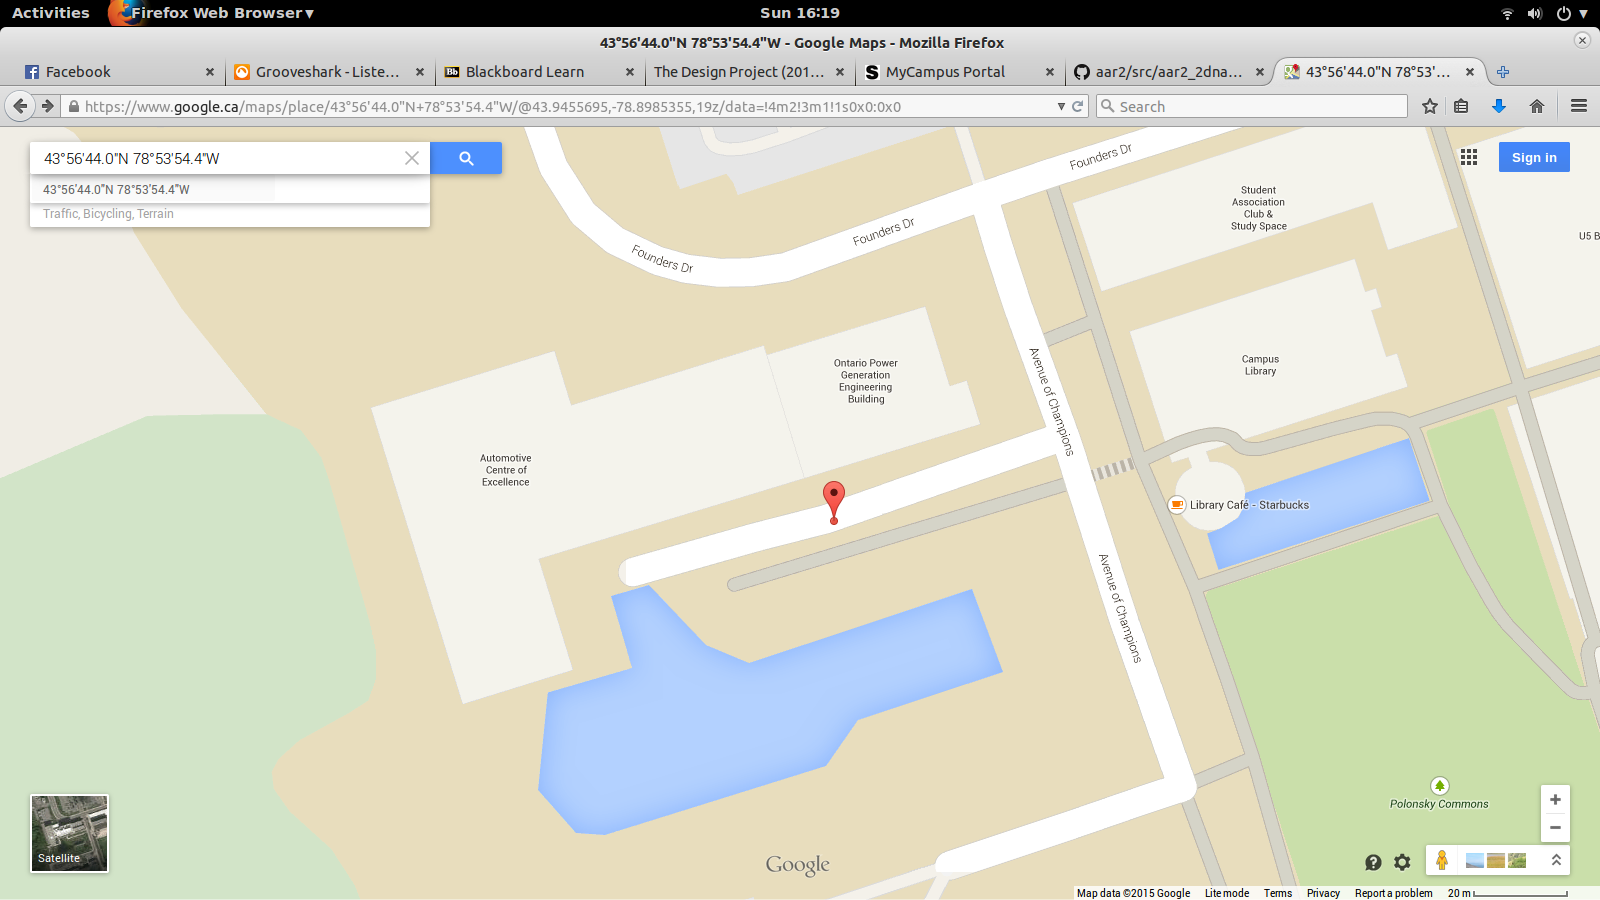 Activities Firefox Web Browser ▾ Sun 16:19
43°56'44.0"N 78°53'54.4"W - Google Maps - Mozilla Firefox
Facebook Grooveshark - Liste... Blackboard Learn The Design Project (201... MyCampus Portal aar2/src/aar2_2dna... 43°56'44.0"N 78°53'...
https://www.google.ca/maps/place/43°56'44.0"N+78°53'54.4"W/@43.9455695,-78.8985355,19z/data=!4m2!3m1!1s0x0:0x0 Search
43°56'44.0"N 78°53'54.4"W
Sign in
43°56'44.0"N 78°53'54.4"W
Traffic, Bicycling, Terrain
Founders Dr
Founders Dr
Founders Dr
Student
Association
Club &
Study Space
U5 B
Avenue of Champions
Ontario Power
Generation
Engineering
Building
Campus
Library
Automotive
Centre of
Excellence
Library Café - Starbucks
Avenue of Champions
Polonsky Commons
Satellite
Google
Map data ©2015 Google Lite mode Terms Privacy Report a problem 20 m